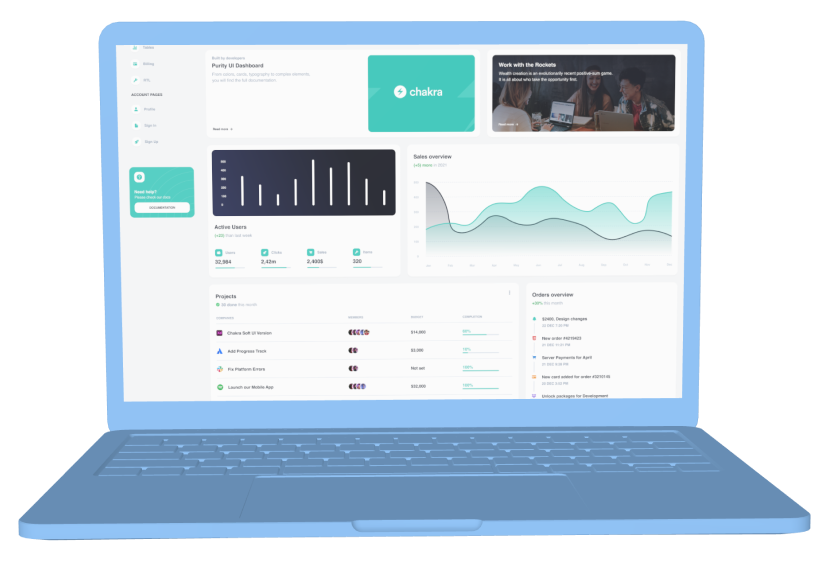 Tables
Billing
RTL
ACCOUNT PAGES
Profile
Sign In
Sign Up
Need help?
Please check our docs
DOCUMENTATION
Built by developers
Purity UI Dashboard
From colors, cards, typography to complex elements,
you will find the full documentation.
Read more
chakra
Work with the Rockets
Wealth creation is an evolutionarily recent positive-sum game.
It is all about who take the opportunity first.
Read more
500
400
300
200
100
0
Active Users
(+23) than last week
Users
Clicks
Sales
Items
32,984
2,42m
2,400$
320
Sales overview
(+5) more in 2021
Projects
30 done this month
COMPANIES
MEMBERS
BUDGET
COMPLETION
Chakra Soft UI Version
$14,000
60%
Add Progress Track
$3,000
10%
Fix Platform Errors
Not set
100%
Launch our Mobile App
$32,000
100%
Orders overview
+30% this month
$2400, Design changes
22 DEC 7:20 PM
New order #4219423
21 DEC 11:21 PM
Server Payments for April
21 DEC 9:28 PM
New card added for order #3210145
20 DEC 3:52 PM
Unlock packages for Development